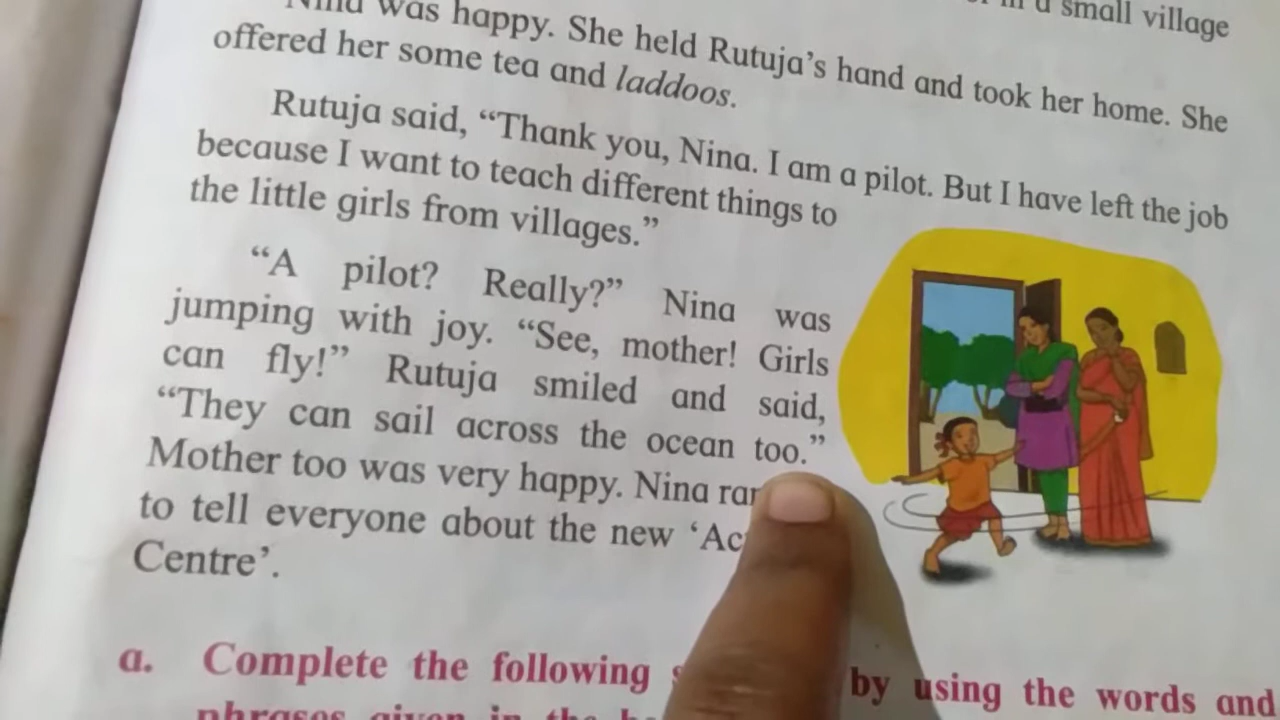 in a small village
Nina was happy. She held Rutuja's hand and took her home. She
offered her some tea and laddoos.
Rutuja said, “Thank you, Nina. I am a pilot. But I have left the job
because I want to teach different things to
the little girls from villages.”
“A pilot? Really?” Nina was
jumping with joy. “See, mother! Girls
can fly!” Rutuja smiled and said,
“They can sail across the ocean too.”
Mother too was very happy. Nina ran
to tell everyone about the new ‘Ac
Centre’.
a. Complete the following by using the words and
phrases given in the